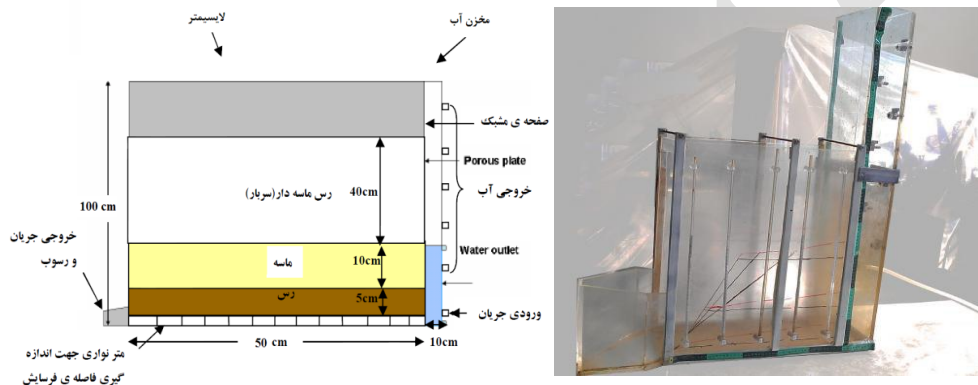 لایسیمتر
مخزن آب
صفحه ی مشبک
Porous plate
40cm
رس ماسه دار(سربار)
خروجی آب
100 cm
خروجی جریان
و رسوب
Water outlet
ماسه
10cm
رس
5cm
ورودی جریان
50 cm
10cm
متر نواری جهت اندازه
گیری فاصله ی فرسایش